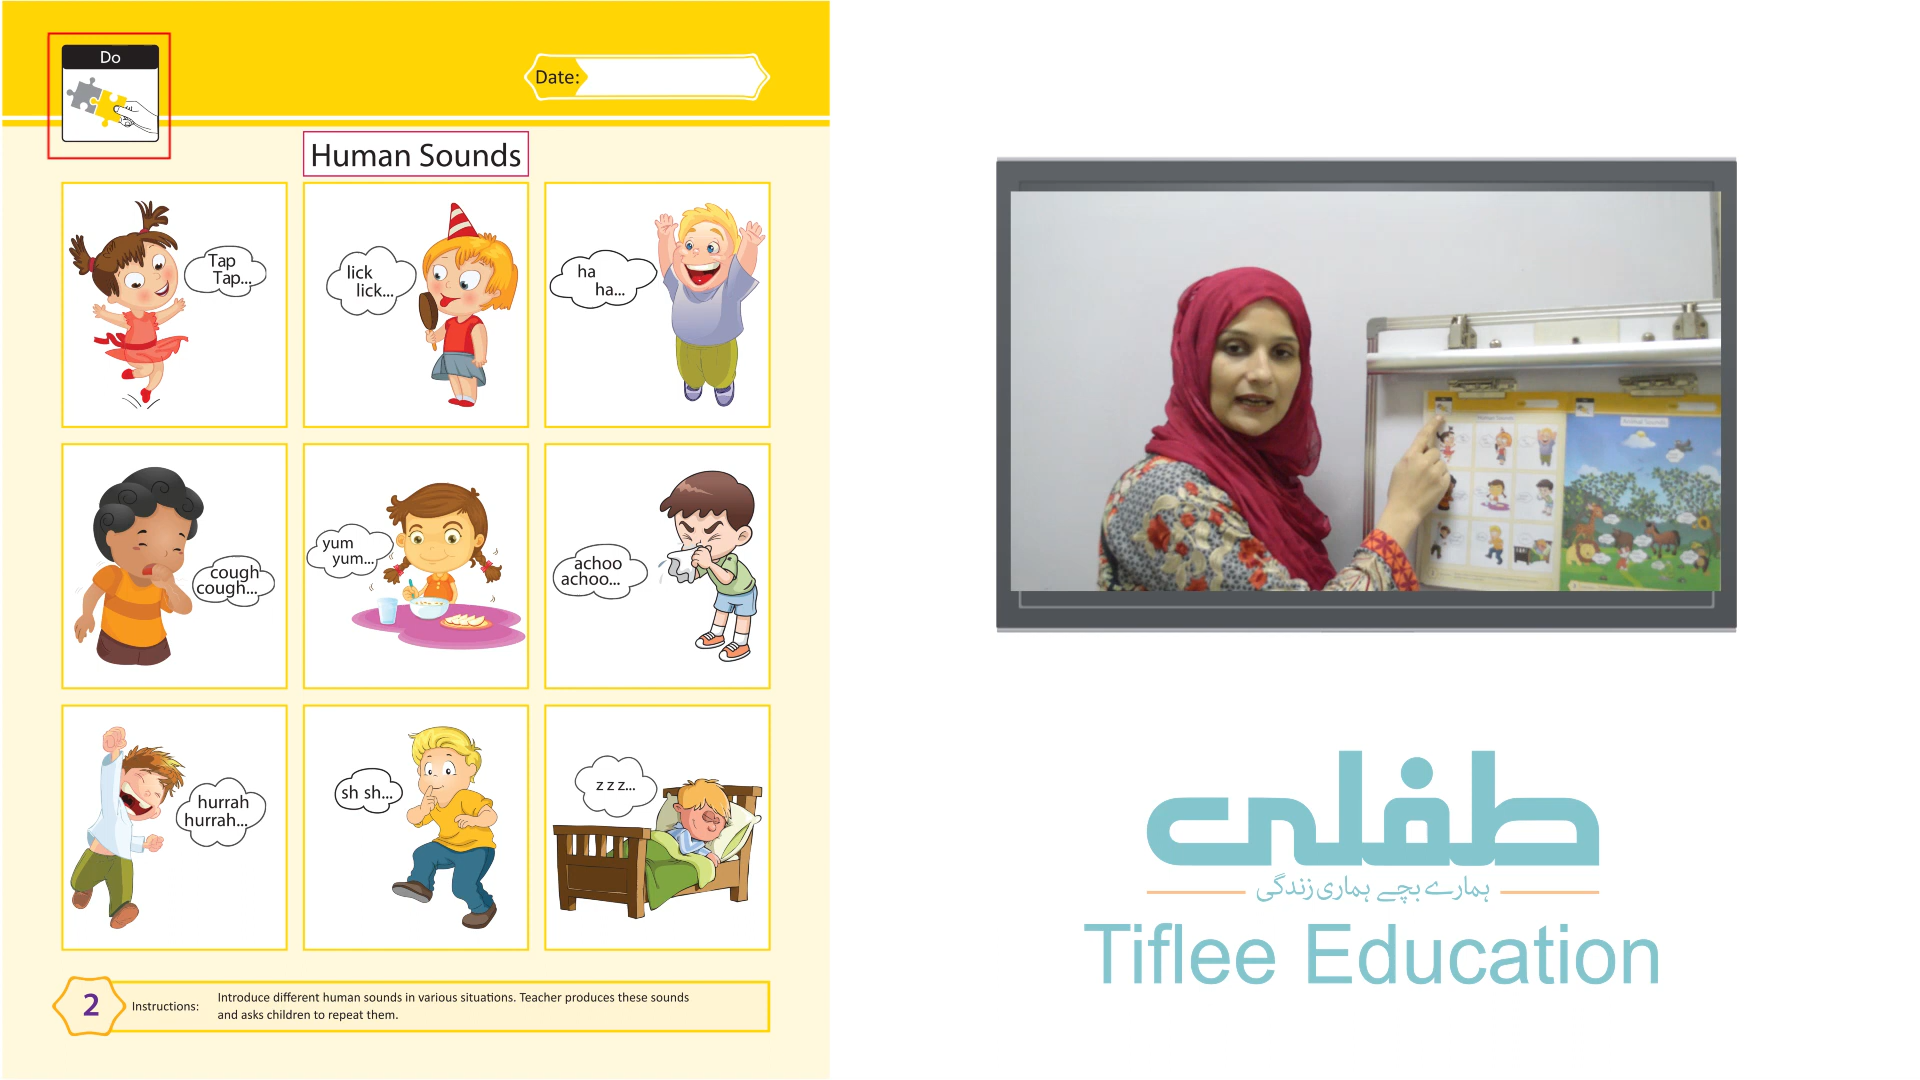 Do
Date:
Human Sounds
Tap
Tap...
lick
lick...
ha
ha...
cough
cough...
yum
yum...
achoo
achoo...
hurrah
hurrah...
sh sh...
z z z...
2
Instructions:
Introduce different human sounds in various situations. Teacher produces these sounds
and asks children to repeat them.
Animal Sounds
طفلی
ہمارے بچے ہماری زندگی
Tiflee Education